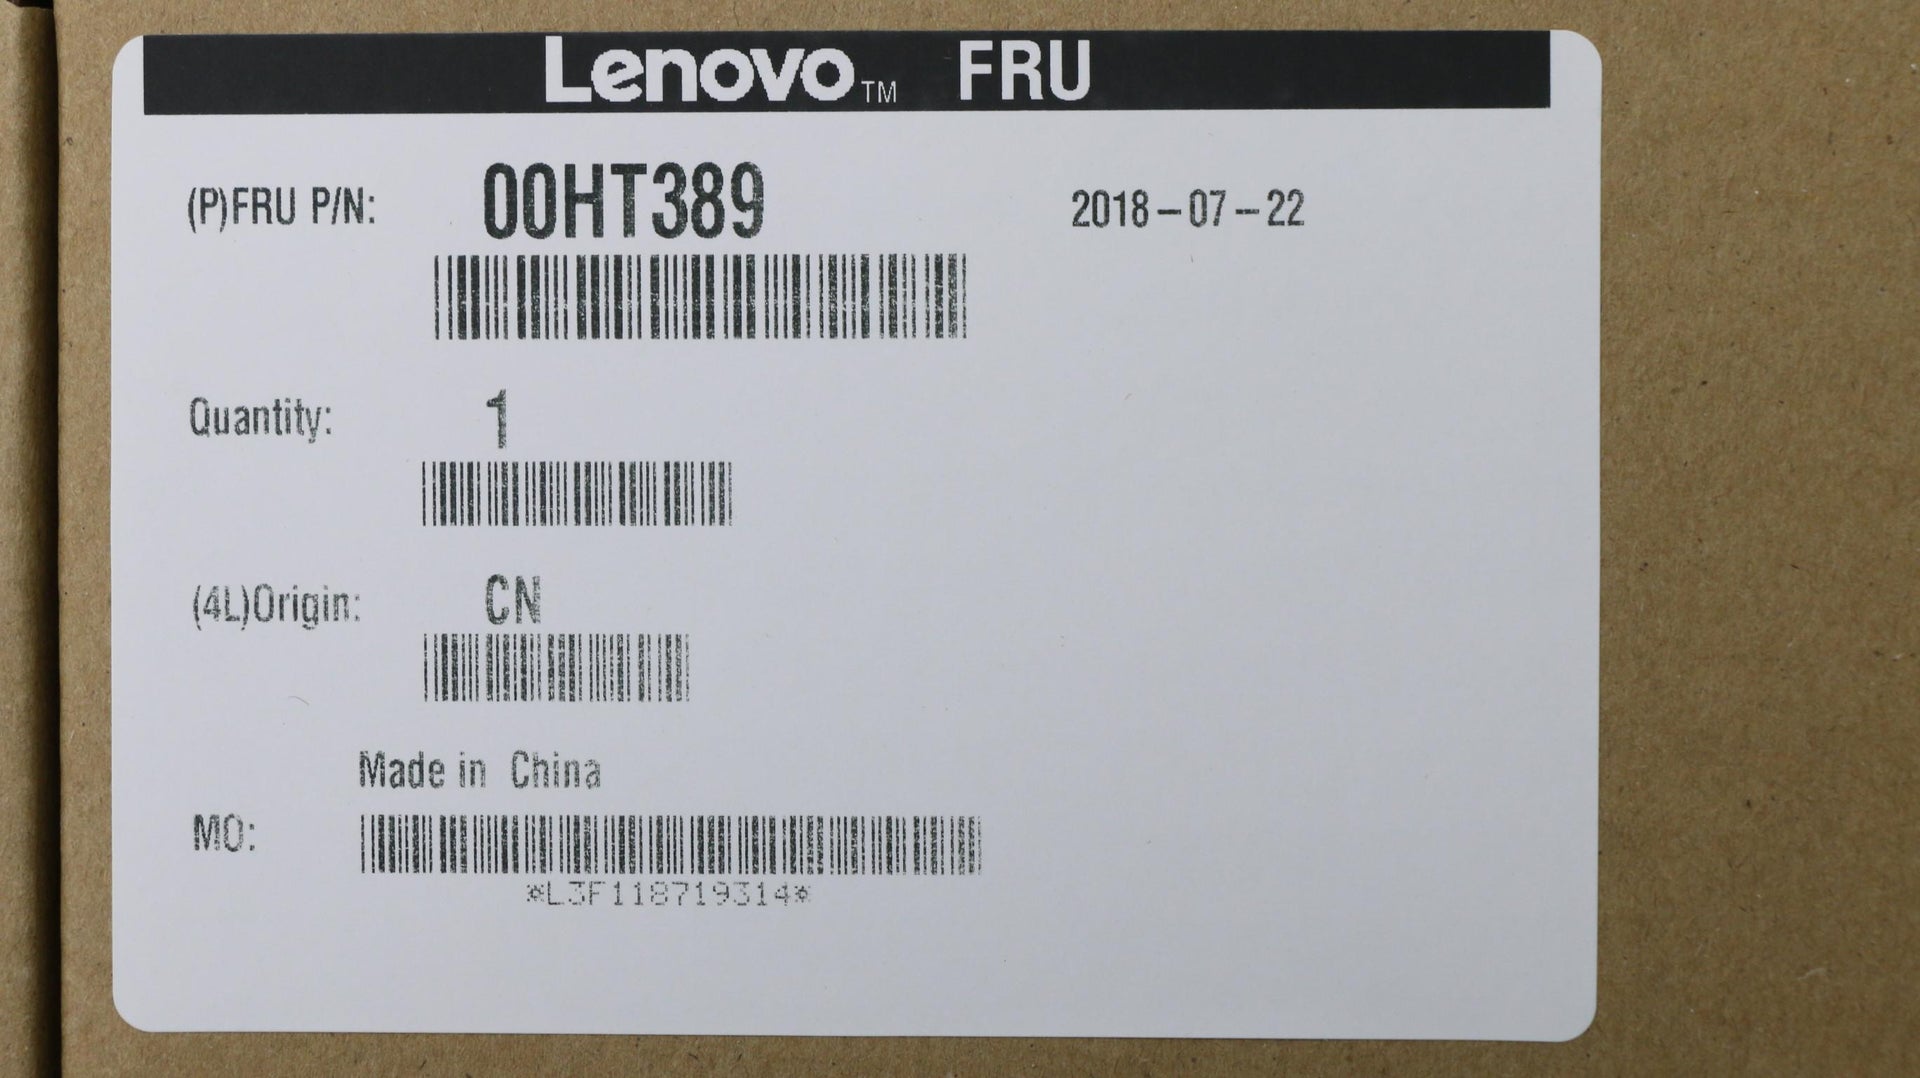 Lenovo™ FRU
(P)FRU P/N: 00HT389 2018-07-22
Quantity: 1
(4L)Origin: CN
Made in China
MO:
*L3F118719314*